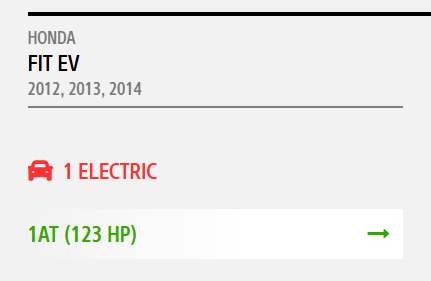 HONDA
FIT EV
2012, 2013, 2014
1 ELECTRIC
1AT (123 HP)